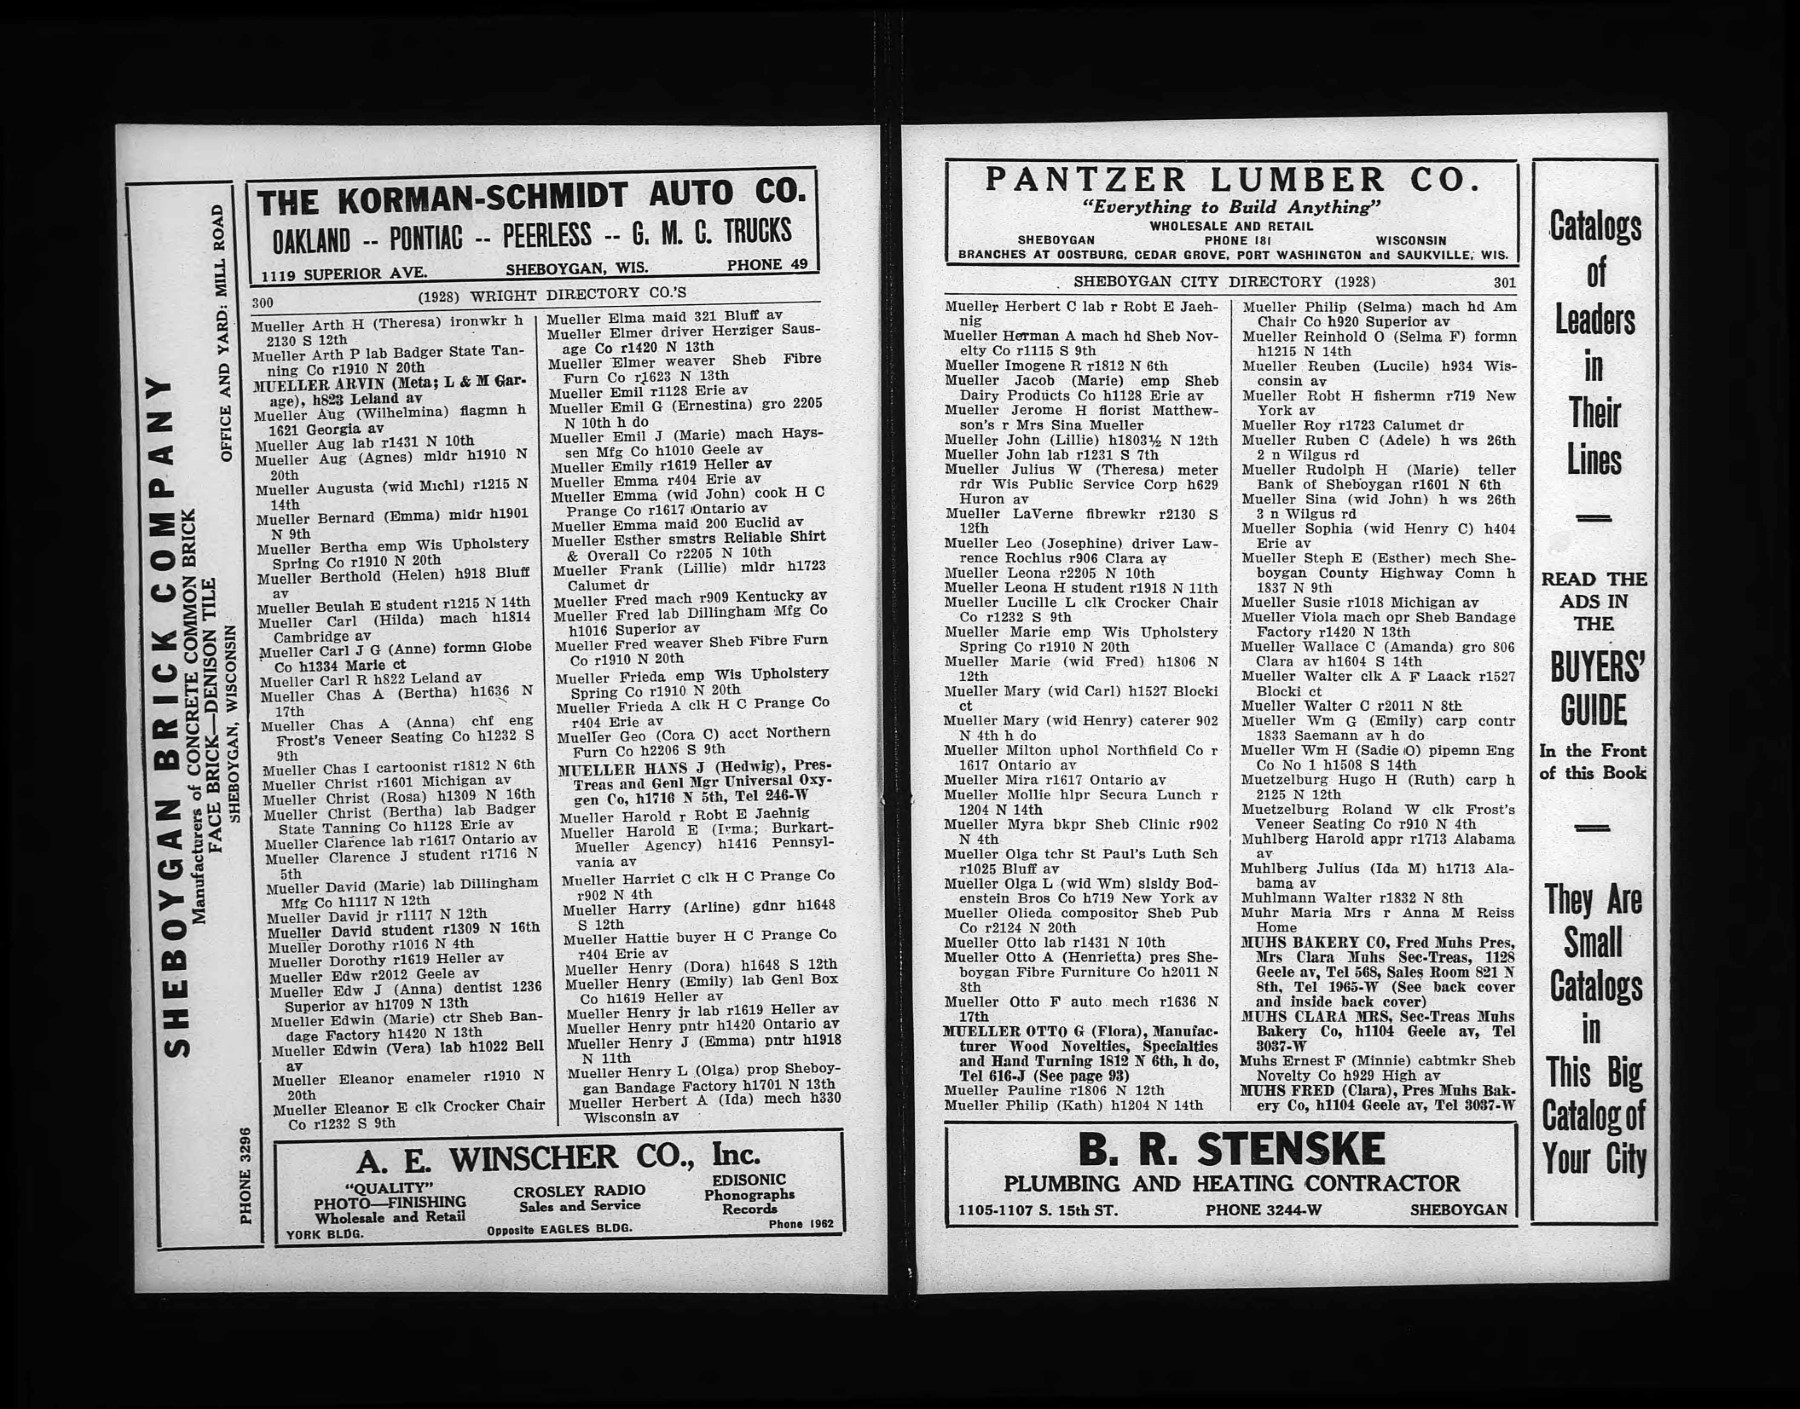 SHEBOYGAN BRICK COMPANY
Manufacturers of CONCRETE COMMON BRICK
FACE BRICK—DENISON TILE
SHEBOYGAN, WISCONSIN
OFFICE AND YARD: MILL ROAD
PHONE 3296
THE KORMAN-SCHMIDT AUTO CO.
OAKLAND -- PONTIAC -- PEERLESS -- G. M. C. TRUCKS
1119 SUPERIOR AVE. SHEBOYGAN, WIS. PHONE 49
300 (1928) WRIGHT DIRECTORY CO.'S
Mueller Arth H (Theresa) ironwkr h
2130 S 12th
Mueller Arth P lab Badger State Tan-
ning Co r1910 N 20th
MUELLER ARVIN (Meta; L & M Gar-
age), h823 Leland av
Mueller Aug (Wilhelmina) flagmn h
1621 Georgia av
Mueller Aug lab r1431 N 10th
Mueller Aug (Agnes) mldr h1910 N
20th
Mueller Augusta (wid Michl) r1215 N
14th
Mueller Bernard (Emma) mldr h1901
N 9th
Mueller Bertha emp Wis Upholstery
Spring Co r1910 N 20th
Mueller Berthold (Helen) h918 Bluff
av
Mueller Beulah E student r1215 N 14th
Mueller Carl (Hilda) mach h1814
Cambridge av
Mueller Carl J G (Anne) formn Globe
Co h1334 Marie ct
Mueller Carl R h822 Leland av
Mueller Chas A (Bertha) h1636 N
17th
Mueller Chas A (Anna) chf eng
Frost's Veneer Seating Co h1232 S
9th
Mueller Chas I cartoonist r1812 N 6th
Mueller Christ r1601 Michigan av
Mueller Christ (Rosa) h1309 N 16th
Mueller Christ (Bertha) lab Badger
State Tanning Co h1128 Erie av
Mueller Clarence lab r1617 Ontario av
Mueller Clarence J student r1716 N
5th
Mueller David (Marie) lab Dillingham
Mfg Co h1117 N 12th
Mueller David jr r1117 N 12th
Mueller David student r1309 N 16th
Mueller Dorothy r1016 N 4th
Mueller Dorothy r1619 Heller av
Mueller Edw r2012 Geele av
Mueller Edw J (Anna) dentist 1236
Superior av h1709 N 13th
Mueller Edwin (Marie) ctr Sheb Ban-
dage Factory h1420 N 13th
Mueller Edwin (Vera) lab h1022 Bell
av
Mueller Eleanor enameler r1910 N
20th
Mueller Eleanor E clk Crocker Chair
Co r1232 S 9th
Mueller Elma maid 321 Bluff av
Mueller Elmer driver Herziger Saus-
age Co r1420 N 13th
Mueller Elmer weaver Sheb Fibre
Furn Co r1623 N 13th
Mueller Emil r1128 Erie av
Mueller Emil G (Ernestina) gro 2205
N 10th h do
Mueller Emil J (Marie) mach Hays-
sen Mfg Co h1010 Geele av
Mueller Emily r1619 Heller av
Mueller Emma r404 Erie av
Mueller Emma (wid John) cook H C
Prange Co r1617 Ontario av
Mueller Emma maid 200 Euclid av
Mueller Esther smstrs Reliable Shirt
& Overall Co r2205 N 10th
Mueller Frank (Lillie) mldr h1723
Calumet dr
Mueller Fred mach r909 Kentucky av
Mueller Fred lab Dillingham Mfg Co
h1016 Superior av
Mueller Fred weaver Sheb Fibre Furn
Co r1910 N 20th
Mueller Frieda emp Wis Upholstery
Spring Co r1910 N 20th
Mueller Frieda A clk H C Prange Co
r404 Erie av
Mueller Geo (Cora C) acct Northern
Furn Co h2206 S 9th
MUELLER HANS J (Hedwig), Pres-
Treas and Genl Mgr Universal Oxy-
gen Co, h1716 N 5th, Tel 246-W
Mueller Harold r Robt E Jaehnig
Mueller Harold E (Irma; Burkart-
Mueller Agency) h1416 Pennsyl-
vania av
Mueller Harriet C clk H C Prange Co
r902 N 4th
Mueller Harry (Arline) gdnr h1648
S 12th
Mueller Hattie buyer H C Prange Co
r404 Erie av
Mueller Henry (Dora) h1648 S 12th
Mueller Henry (Emily) lab Genl Box
Co h1619 Heller av
Mueller Henry jr lab r1619 Heller av
Mueller Henry pntr h1420 Ontario av
Mueller Henry J (Emma) pntr h1918
N 11th
Mueller Henry L (Olga) prop Sheboy-
gan Bandage Factory h1701 N 13th
Mueller Herbert A (Ida) mech h330
Wisconsin av
A. E. WINSCHER CO., Inc.
"QUALITY"
PHOTO—FINISHING
Wholesale and Retail
YORK BLDG.
CROSLEY RADIO
Sales and Service
Opposite EAGLES BLDG.
EDISONIC
Phonographs
Records
Phone 1962
PANTZER LUMBER CO.
"Everything to Build Anything"
WHOLESALE AND RETAIL
SHEBOYGAN PHONE 181 WISCONSIN
BRANCHES AT OOSTBURG, CEDAR GROVE, PORT WASHINGTON and SAUKVILLE, WIS.
SHEBOYGAN CITY DIRECTORY (1928) 301
Mueller Herbert C lab r Robt E Jaeh-
nig
Mueller Herman A mach hd Sheb Nov-
elty Co r1115 S 9th
Mueller Imogene R r1812 N 6th
Mueller Jacob (Marie) emp Sheb
Dairy Products Co h1128 Erie av
Mueller Jerome H florist Matthew-
son's r Mrs Sina Mueller
Mueller John (Lillie) h1803½ N 12th
Mueller John lab r1231 S 7th
Mueller Julius W (Theresa) meter
rdr Wis Public Service Corp h629
Huron av
Mueller LaVerne fibrewkr r2130 S
12th
Mueller Leo (Josephine) driver Law-
rence Rochlus r906 Clara av
Mueller Leona r2205 N 10th
Mueller Leona H student r1918 N 11th
Mueller Lucille L clk Crocker Chair
Co r1232 S 9th
Mueller Marie emp Wis Upholstery
Spring Co r1910 N 20th
Mueller Marie (wid Fred) h1806 N
12th
Mueller Mary (wid Carl) h1527 Blocki
ct
Mueller Mary (wid Henry) caterer 902
N 4th h do
Mueller Milton uphol Northfield Co r
1617 Ontario av
Mueller Mira r1617 Ontario av
Mueller Mollie hlpr Secura Lunch r
1204 N 14th
Mueller Myra bkpr Sheb Clinic r902
N 4th
Mueller Olga tchr St Paul's Luth Sch
r1025 Bluff av
Mueller Olga L (wid Wm) slsldy Bod-
enstein Bros Co h719 New York av
Mueller Olieda compositor Sheb Pub
Co r2124 N 20th
Mueller Otto lab r1431 N 10th
Mueller Otto A (Henrietta) pres She-
boygan Fibre Furniture Co h2011 N
8th
Mueller Otto F auto mech r1636 N
17th
MUELLER OTTO G (Flora), Manufac-
turer Wood Novelties, Specialties
and Hand Turning 1812 N 6th, h do,
Tel 616-J (See page 93)
Mueller Pauline r1806 N 12th
Mueller Philip (Kath) h1204 N 14th
Mueller Philip (Selma) mach hd Am
Chair Co h920 Superior av
Mueller Reinhold O (Selma F) formn
h1215 N 14th
Mueller Reuben (Lucile) h934 Wis-
consin av
Mueller Robt H fishermn r719 New
York av
Mueller Roy r1723 Calumet dr
Mueller Ruben C (Adele) h ws 26th
2 n Wilgus rd
Mueller Rudolph H (Marie) teller
Bank of Sheboygan r1601 N 6th
Mueller Sina (wid John) h ws 26th
3 n Wilgus rd
Mueller Sophia (wid Henry C) h404
Erie av
Mueller Steph E (Esther) mech She-
boygan County Highway Comn h
1837 N 9th
Mueller Susie r1018 Michigan av
Mueller Viola mach opr Sheb Bandage
Factory r1420 N 13th
Mueller Wallace C (Amanda) gro 806
Clara av h1604 S 14th
Mueller Walter clk A F Laack r1527
Blocki ct
Mueller Walter C r2011 N 8th
Mueller Wm G (Emily) carp contr
1833 Saemann av h do
Mueller Wm H (Sadie O) pipemn Eng
Co No 1 h1508 S 14th
Muetzelburg Hugo H (Ruth) carp h
2125 N 12th
Muetzelburg Roland W clk Frost's
Veneer Seating Co r910 N 4th
Muhlberg Harold appr r1713 Alabama
av
Muhlberg Julius (Ida M) h1713 Ala-
bama av
Muhlmann Walter r1832 N 8th
Muhr Maria Mrs r Anna M Reiss
Home
MUHS BAKERY CO, Fred Muhs Pres,
Mrs Clara Muhs Sec-Treas, 1128
Geele av, Tel 568, Sales Room 821 N
8th, Tel 1965-W (See back cover
and inside back cover)
MUHS CLARA MRS, Sec-Treas Muhs
Bakery Co, h1104 Geele av, Tel
3037-W
Muhs Ernest F (Minnie) cabtmkr Sheb
Novelty Co h929 High av
MUHS FRED (Clara), Pres Muhs Bak-
ery Co, h1104 Geele av, Tel 3037-W
B. R. STENSKE
PLUMBING AND HEATING CONTRACTOR
1105-1107 S. 15th ST. PHONE 3244-W SHEBOYGAN
Catalogs
of
Leaders
in
Their
Lines
READ THE
ADS IN
THE
BUYERS'
GUIDE
In the Front
of this Book
They Are
Small
Catalogs
in
This Big
Catalog of
Your City